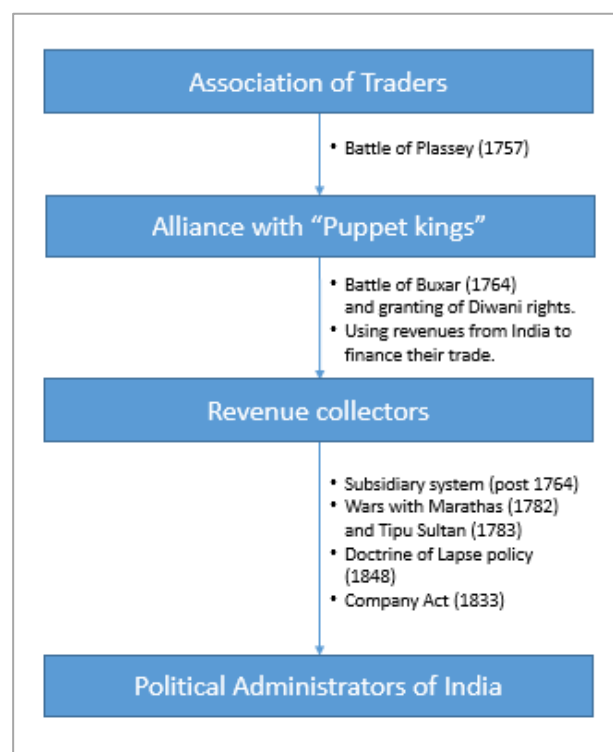 Association of Traders
• Battle of Plassey (1757)
Alliance with “Puppet kings”
• Battle of Buxar (1764)
and granting of Diwani rights.
• Using revenues from India to
finance their trade.
Revenue collectors
• Subsidiary system (post 1764)
• Wars with Marathas (1782)
and Tipu Sultan (1783)
• Doctrine of Lapse policy
(1848)
• Company Act (1833)
Political Administrators of India